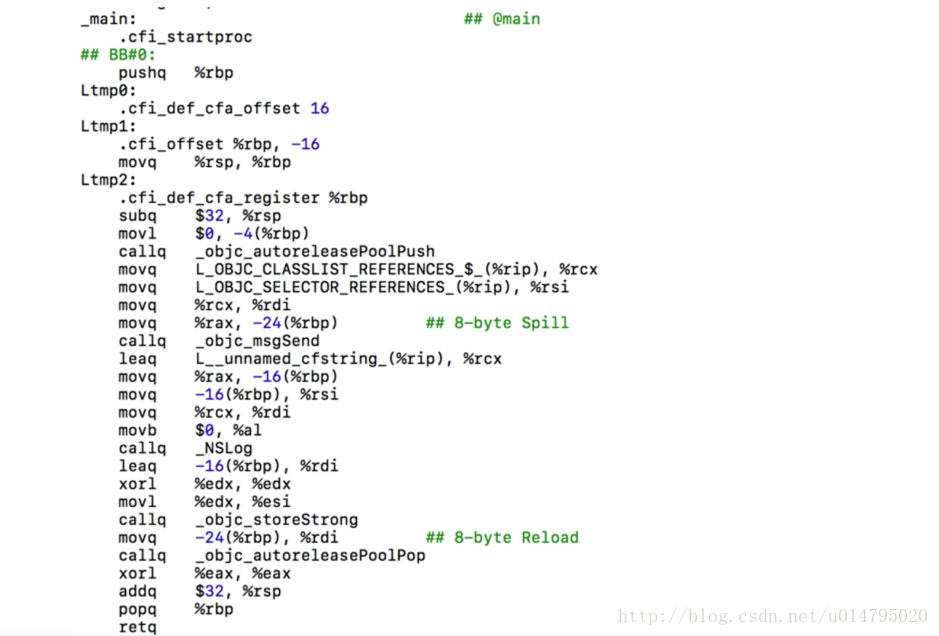 _main:                                  ## @main
    .cfi_startproc
## BB#0:
    pushq   %rbp
Ltmp0:
    .cfi_def_cfa_offset 16
Ltmp1:
    .cfi_offset %rbp, -16
    movq    %rsp, %rbp
Ltmp2:
    .cfi_def_cfa_register %rbp
    subq    $32, %rsp
    movl    $0, -4(%rbp)
    callq   _objc_autoreleasePoolPush
    movq    L_OBJC_CLASSLIST_REFERENCES_$_(%rip), %rcx
    movq    L_OBJC_SELECTOR_REFERENCES_(%rip), %rsi
    movq    %rcx, %rdi
    movq    %rax, -24(%rbp)         ## 8-byte Spill
    callq   _objc_msgSend
    leaq    L__unnamed_cfstring_(%rip), %rcx
    movq    %rax, -16(%rbp)
    movq    -16(%rbp), %rsi
    movq    %rcx, %rdi
    movb    $0, %al
    callq   _NSLog
    leaq    -16(%rbp), %rdi
    xorl    %edx, %edx
    movl    %edx, %esi
    callq   _objc_storeStrong
    movq    -24(%rbp), %rdi         ## 8-byte Reload
    callq   _objc_autoreleasePoolPop
    xorl    %eax, %eax
    addq    $32, %rsp
    popq    %rbp
    retq
http://blog.csdn.net/u014795020